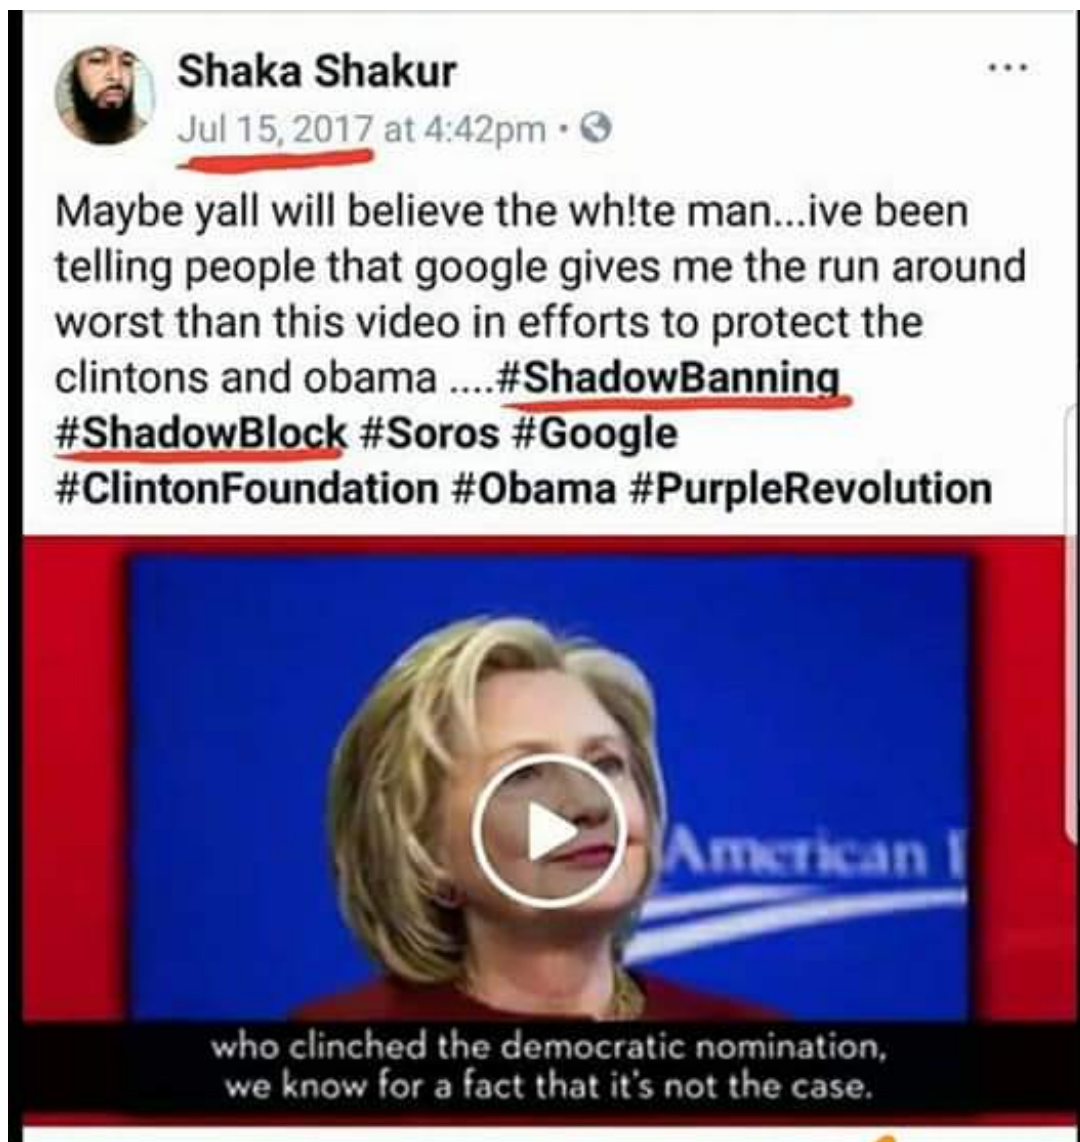 Shaka Shakur
Jul 15, 2017 at 4:42pm
Maybe yall will believe the wh!te man...ive been
telling people that google gives me the run around
worst than this video in efforts to protect the
clintons and obama ....#ShadowBanning
#ShadowBlock #Soros #Google
#ClintonFoundation #Obama #PurpleRevolution
American
who clinched the democratic nomination,
we know for a fact that it's not the case.